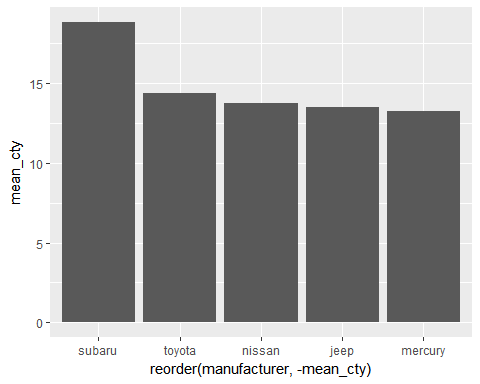 mean_cty
15
10
5
0
subaru toyota nissan jeep mercury
reorder(manufacturer, -mean_cty)